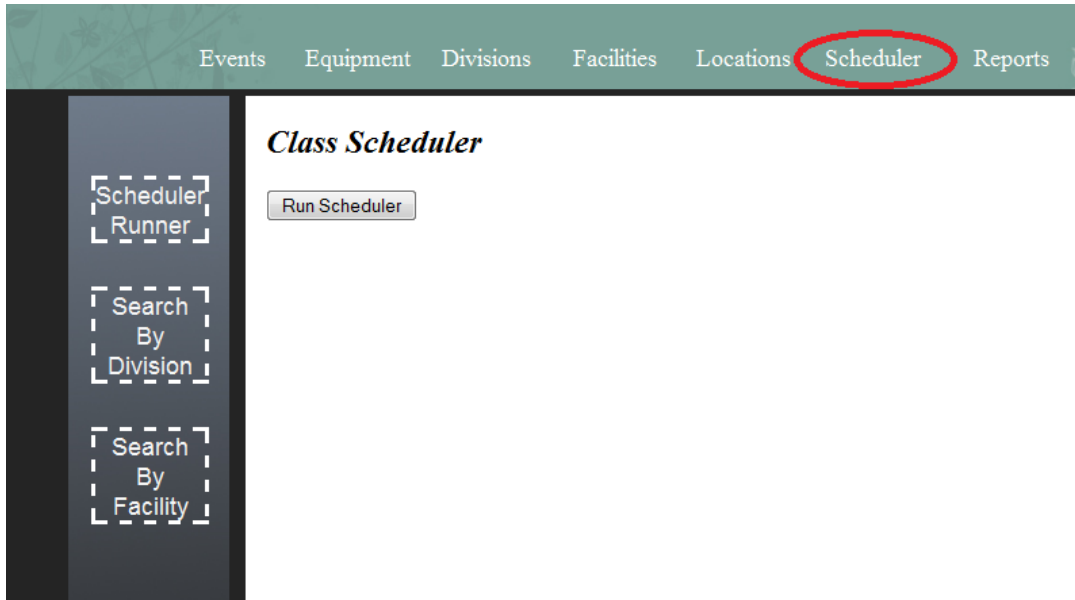 Events Equipment Divisions Facilities Locations Scheduler Reports
Class Scheduler
Run Scheduler
Scheduler
Runner
Search
By
Division
Search
By
Facility